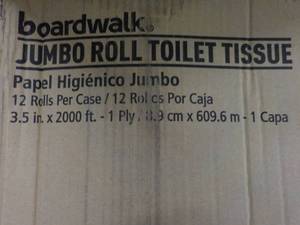 boardwalk®
JUMBO ROLL TOILET TISSUE
Papel Higiénico Jumbo
12 Rolls Per Case / 12 Rollos Por Caja
3.5 in. x 2000 ft. - 1 Ply / 8.9 cm x 609.6 m - 1 Capa